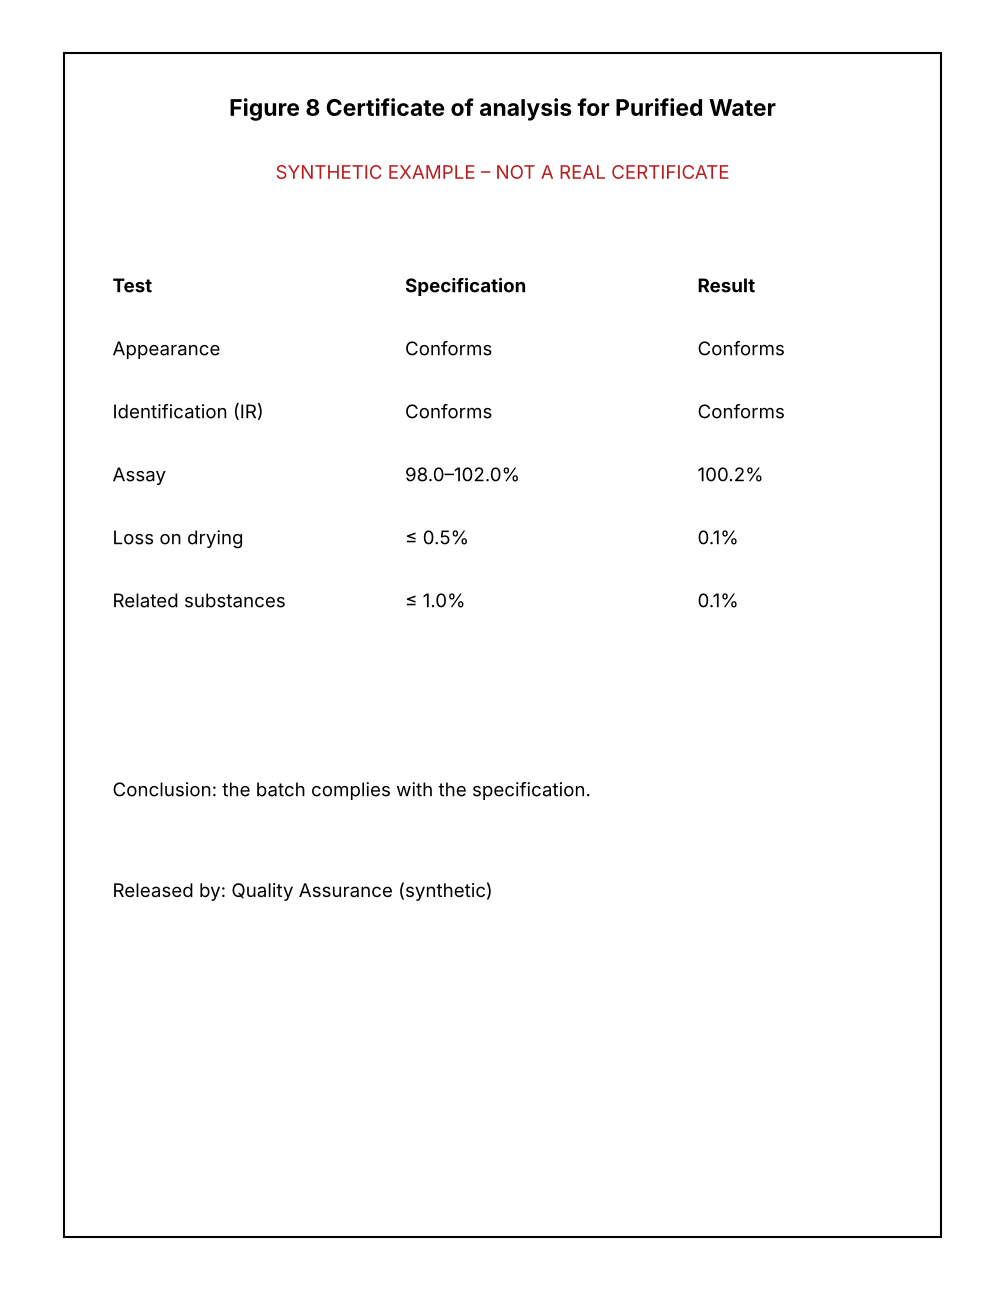 Figure 8 Certificate of analysis for Purified Water
SYNTHETIC EXAMPLE – NOT A REAL CERTIFICATE
Test Specification Result
Appearance Conforms Conforms
Identification (IR) Conforms Conforms
Assay 98.0–102.0% 100.2%
Loss on drying ≤ 0.5% 0.1%
Related substances ≤ 1.0% 0.1%
Conclusion: the batch complies with the specification.
Released by: Quality Assurance (synthetic)